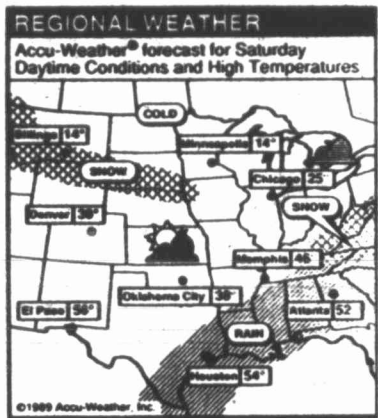 REGIONAL WEATHER
Accu-Weather® forecast for Saturday
Daytime Conditions and High Temperatures
COLD
Billings 14°
Minneapolis 14°
SNOW
Chicago 25°
SNOW
Denver 36°
Memphis 46
Oklahoma City 38°
El Paso 56°
Atlanta 52
RAIN
Houston 54°
©1989 Accu-Weather, Inc.